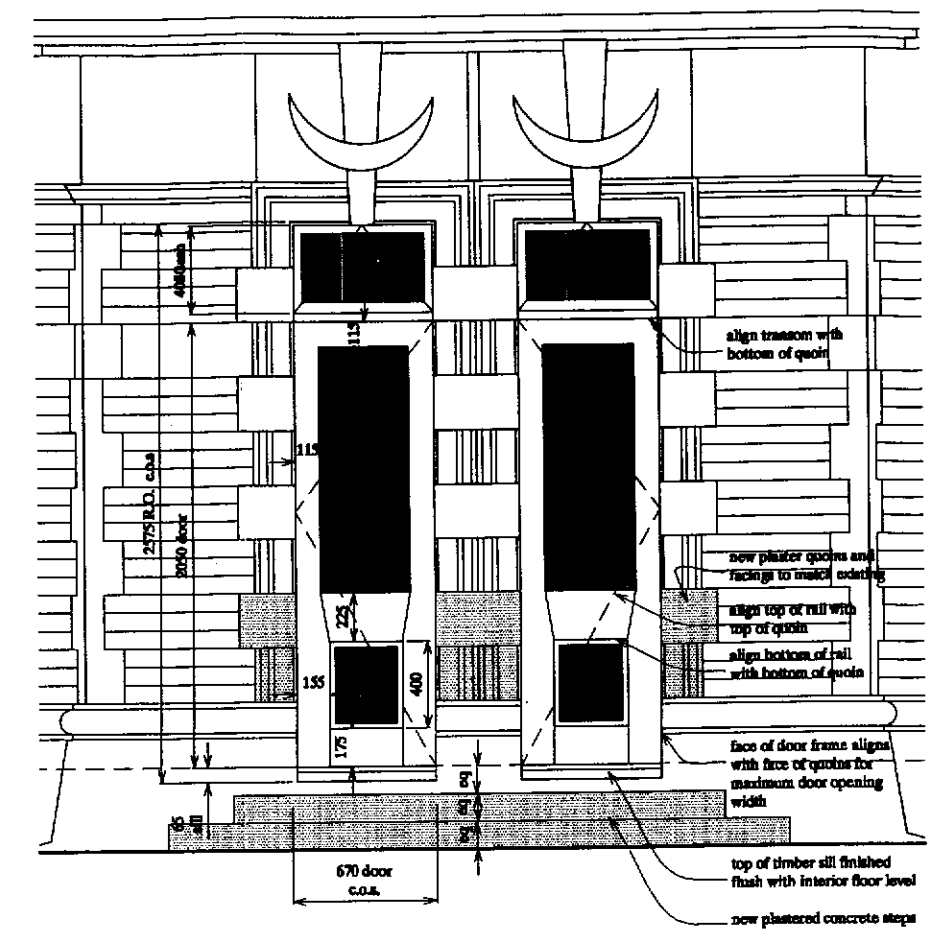 115
align transom with
bottom of quoin
115
2575 R.O. c.o.s
2050 door
new plaster quoins and
facings to match existing
225
align top of rail with
top of quoin
align bottom of rail
with bottom of quoin
155
400
175
face of door frame aligns
with face of quoins for
maximum door opening
width
eq
eq
eq
65
sill
670 door
c.o.s.
top of timber sill finished
flush with interior floor level
new plastered concrete steps